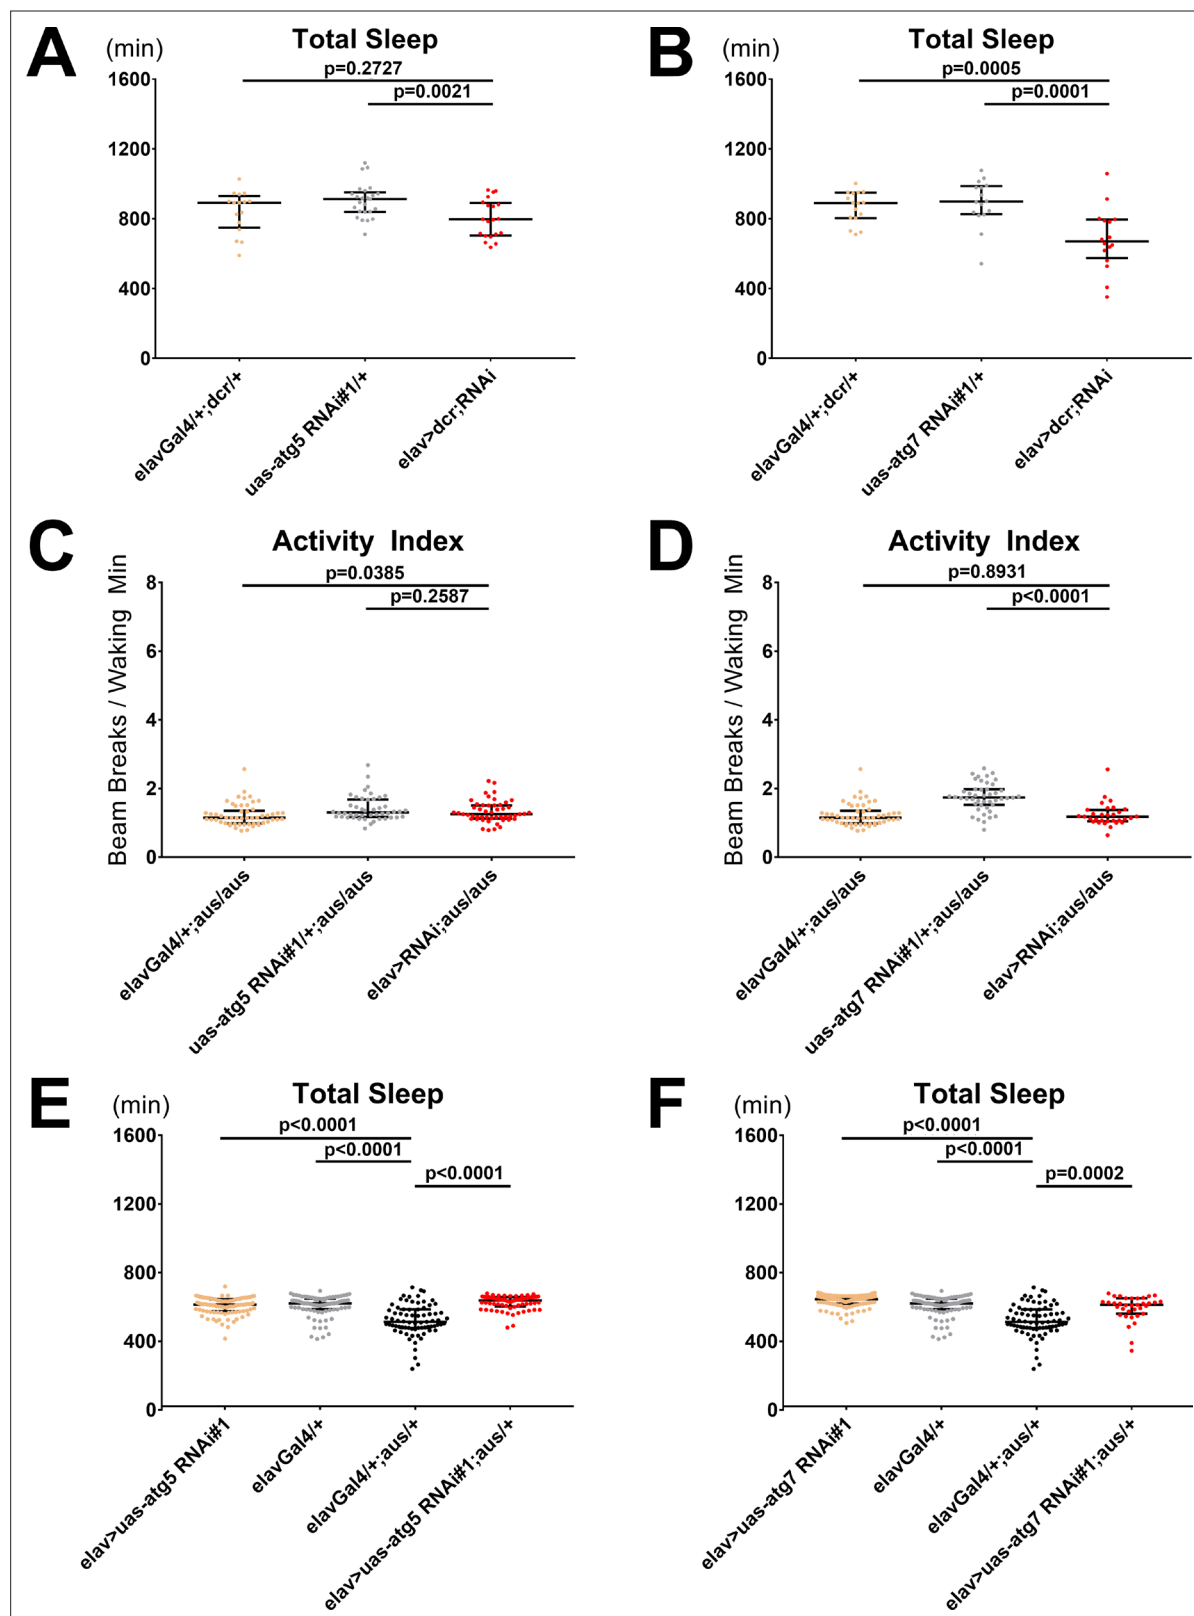 A
(min)
Total Sleep
p=0.2727
p=0.0021
1600
1200
800
400
0
elavGal4/+;dcr/+
uas-atg5 RNAi#1/+
elav>dcr;RNAi
B
(min)
Total Sleep
p=0.0005
p=0.0001
1600
1200
800
400
0
elavGal4/+;dcr/+
uas-atg7 RNAi#1/+
elav>dcr;RNAi
C
Activity Index
Beam Breaks / Waking Min
p=0.0385
p=0.2587
8
6
4
2
0
elavGal4/+;aus/aus
uas-atg5 RNAi#1/+;aus/aus
elav>RNAi;aus/aus
D
Activity Index
Beam Breaks / Waking Min
p=0.8931
p<0.0001
8
6
4
2
0
elavGal4/+;aus/aus
uas-atg7 RNAi#1/+;aus/aus
elav>RNAi;aus/aus
E
(min)
Total Sleep
p<0.0001
p<0.0001
p<0.0001
1600
1200
800
400
0
elav>uas-atg5 RNAi#1
elavGal4/+
elavGal4/+;aus/+
elav>uas-atg5 RNAi#1;aus/+
F
(min)
Total Sleep
p<0.0001
p<0.0001
p=0.0002
1600
1200
800
400
0
elav>uas-atg7 RNAi#1
elavGal4/+
elavGal4/+;aus/+
elav>uas-atg7 RNAi#1;aus/+